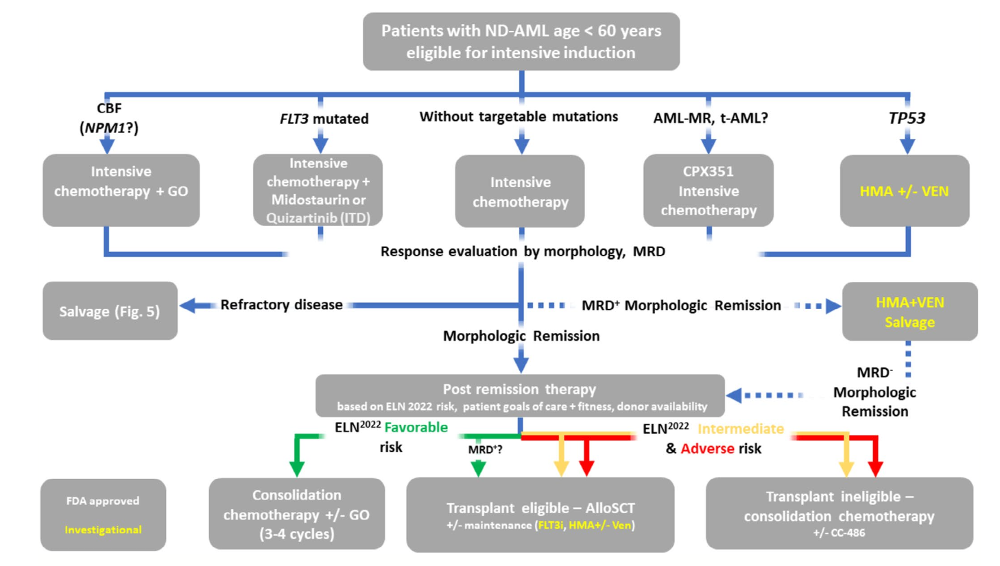 Patients with ND-AML age < 60 years
eligible for intensive induction
CBF
(NPM1?)
FLT3 mutated
Without targetable mutations
AML-MR, t-AML?
TP53
Intensive
chemotherapy + GO
Intensive
chemotherapy +
Midostaurin or
Quizartinib (ITD)
Intensive
chemotherapy
CPX351
Intensive
chemotherapy
HMA +/- VEN
Response evaluation by morphology, MRD
Salvage (Fig. 5)
Refractory disease
MRD⁺ Morphologic Remission
HMA+VEN
Salvage
Morphologic Remission
MRD⁻
Morphologic
Remission
Post remission therapy
based on ELN 2022 risk, patient goals of care + fitness, donor availability
ELN²⁰²² Favorable
risk
MRD⁺?
ELN²⁰²² Intermediate
& Adverse risk
FDA approved
Investigational
Consolidation
chemotherapy +/- GO
(3-4 cycles)
Transplant eligible – AlloSCT
+/- maintenance (FLT3i, HMA+/- Ven)
Transplant ineligible –
consolidation chemotherapy
+/- CC-486